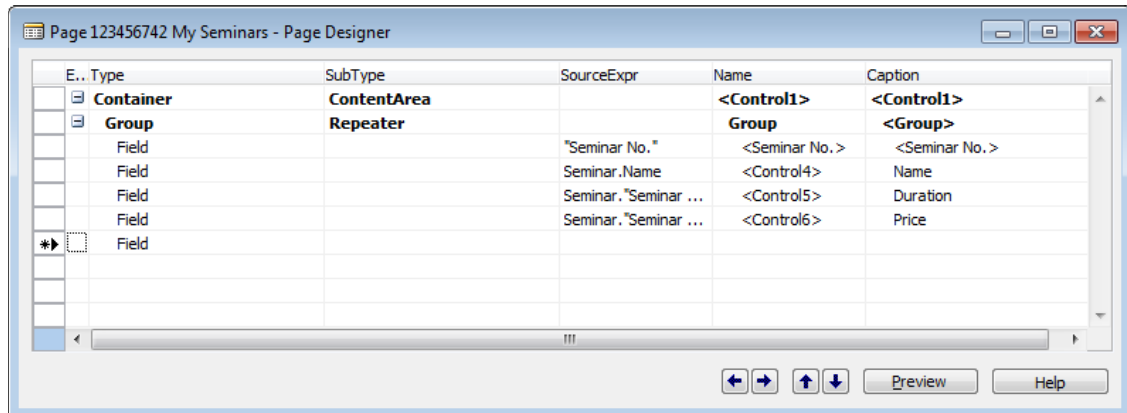 Page 123456742 My Seminars - Page Designer
E... Type SubType SourceExpr Name Caption
Container ContentArea <Control1> <Control1>
Group Repeater Group <Group>
Field "Seminar No." <Seminar No.> <Seminar No.>
Field Seminar.Name <Control4> Name
Field Seminar."Seminar ... <Control5> Duration
Field Seminar."Seminar ... <Control6> Price
Field
Preview Help